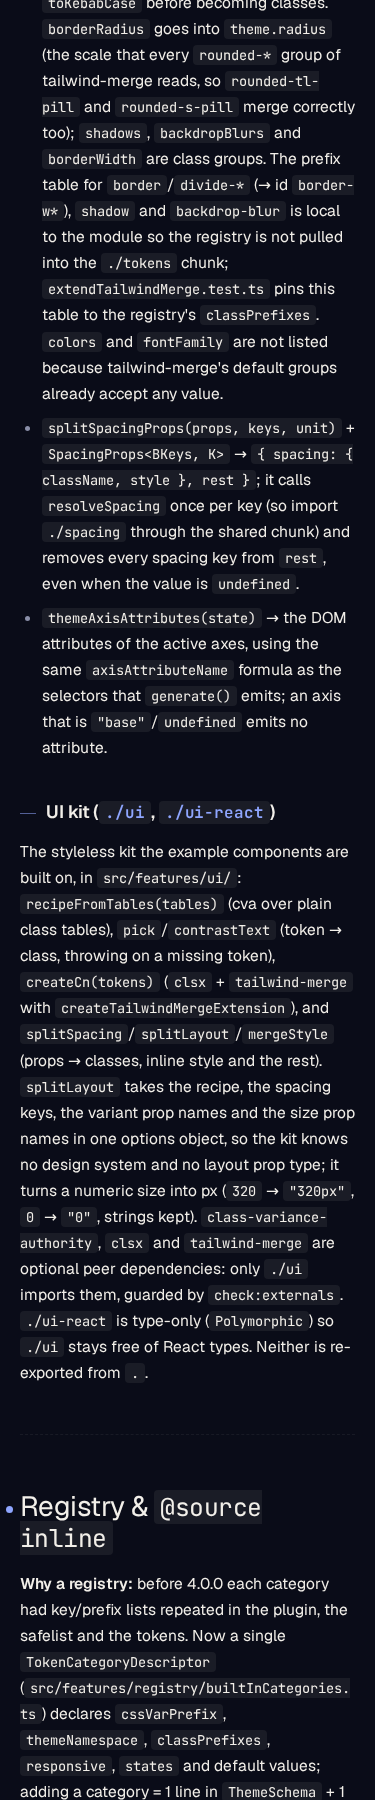 toKebabCase before becoming classes.
borderRadius goes into theme.radius
(the scale that every rounded-* group of
tailwind-merge reads, so rounded-tl-
pill and rounded-s-pill merge correctly
too); shadows, backdropBlurs and
borderWidth are class groups. The prefix
table for border/divide-* (→ id border-
w*), shadow and backdrop-blur is local
to the module so the registry is not pulled
into the ./tokens chunk;
extendTailwindMerge.test.ts pins this
table to the registry's classPrefixes.
colors and fontFamily are not listed
because tailwind-merge's default groups
already accept any value.
• splitSpacingProps(props, keys, unit) +
SpacingProps<BKeys, K> → { spacing: {
className, style }, rest }; it calls
resolveSpacing once per key (so import
./spacing through the shared chunk) and
removes every spacing key from rest,
even when the value is undefined.
• themeAxisAttributes(state) → the DOM
attributes of the active axes, using the
same axisAttributeName formula as the
selectors that generate() emits; an axis
that is "base"/undefined emits no
attribute.
— UI kit (./ui, ./ui-react)
The styleless kit the example components are
built on, in src/features/ui/:
recipeFromTables(tables) (cva over plain
class tables), pick/contrastText (token →
class, throwing on a missing token),
createCn(tokens) (clsx + tailwind-merge
with createTailwindMergeExtension), and
splitSpacing/splitLayout/mergeStyle
(props → classes, inline style and the rest).
splitLayout takes the recipe, the spacing
keys, the variant prop names and the size prop
names in one options object, so the kit knows
no design system and no layout prop type; it
turns a numeric size into px (320 → "320px",
0 → "0", strings kept). class-variance-
authority, clsx and tailwind-merge are
optional peer dependencies: only ./ui
imports them, guarded by check:externals.
./ui-react is type-only (Polymorphic) so
./ui stays free of React types. Neither is re-
exported from ..
Registry & @source
inline
Why a registry: before 4.0.0 each category
had key/prefix lists repeated in the plugin, the
safelist and the tokens. Now a single
TokenCategoryDescriptor
(src/features/registry/builtInCategories.
ts) declares cssVarPrefix,
themeNamespace, classPrefixes,
responsive, states and default values;
adding a category = 1 line in ThemeSchema + 1